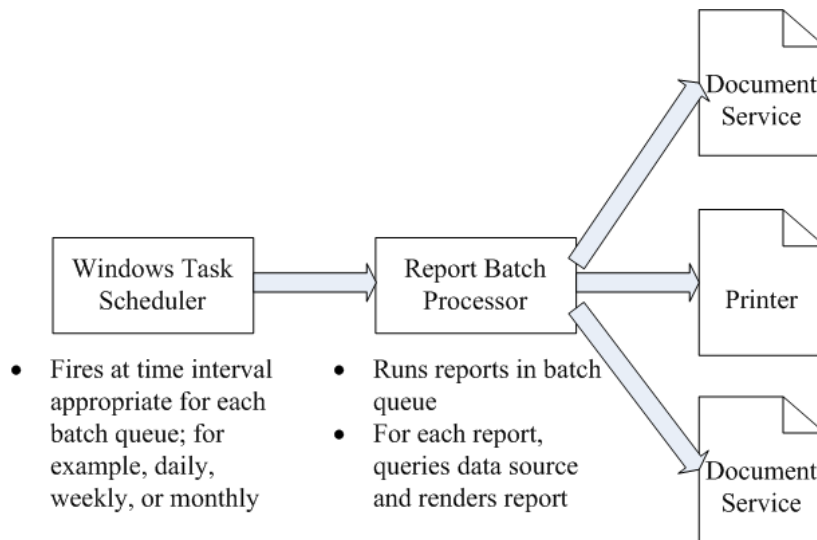 Document
Service
Windows Task
Scheduler
Report Batch
Processor
Printer
• Fires at time interval
appropriate for each
batch queue; for
example, daily,
weekly, or monthly
• Runs reports in batch
queue
• For each report,
queries data source
and renders report
Document
Service